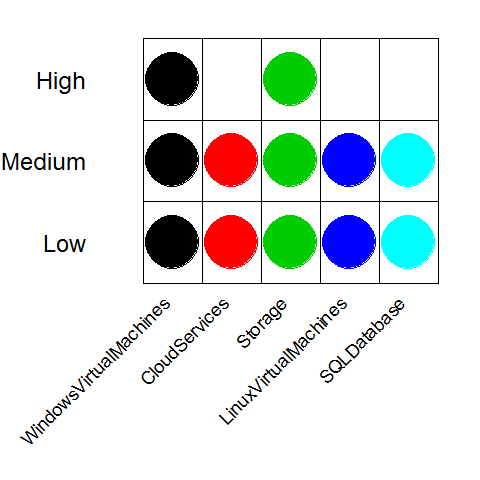 High
Medium
Low
WindowsVirtualMachines
CloudServices
Storage
LinuxVirtualMachines
SQLDatabase